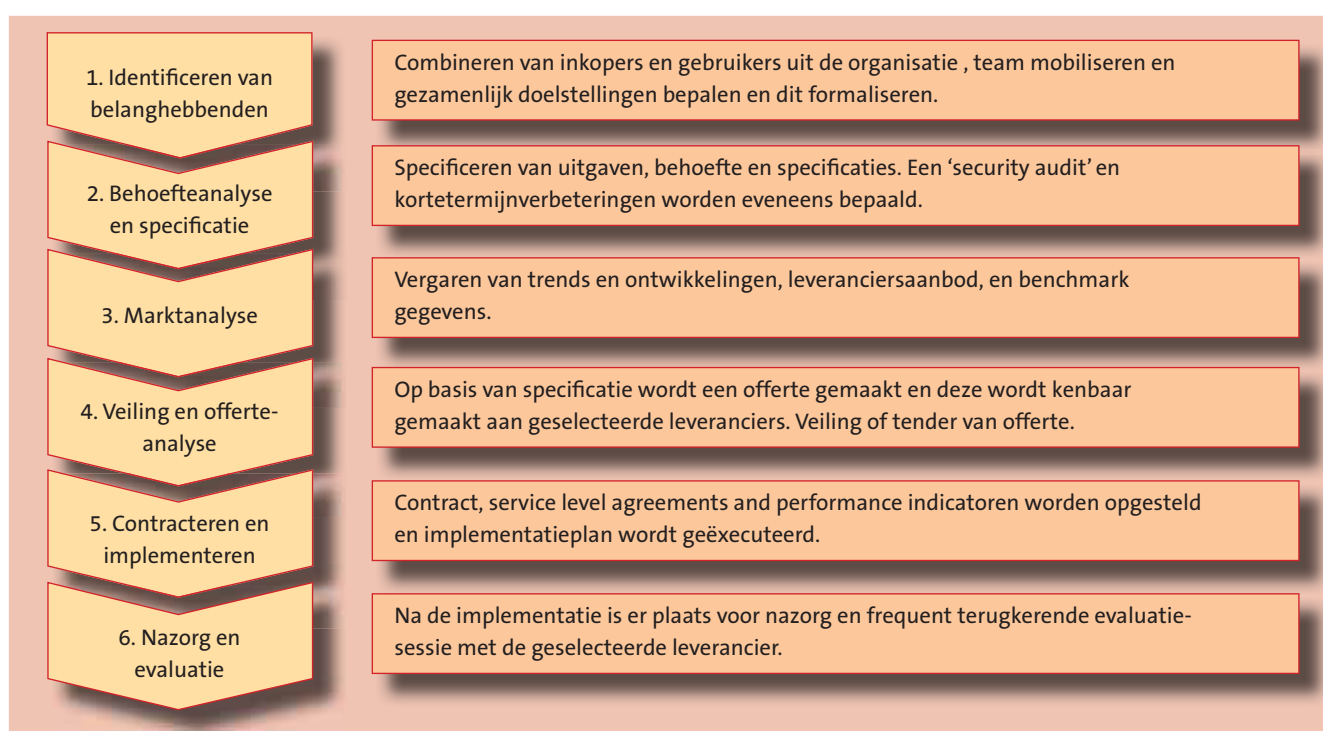 1. Identificeren van
belanghebbenden
Combineren van inkopers en gebruikers uit de organisatie , team mobiliseren en
gezamenlijk doelstellingen bepalen en dit formaliseren.
2. Behoefteanalyse
en specificatie
Specificeren van uitgaven, behoefte en specificaties. Een ‘security audit’ en
kortetermijnverbeteringen worden eveneens bepaald.
3. Marktanalyse
Vergaren van trends en ontwikkelingen, leveranciersaanbod, en benchmark
gegevens.
4. Veiling en offerte-
analyse
Op basis van specificatie wordt een offerte gemaakt en deze wordt kenbaar
gemaakt aan geselecteerde leveranciers. Veiling of tender van offerte.
5. Contracteren en
implementeren
Contract, service level agreements and performance indicatoren worden opgesteld
en implementatieplan wordt geëxecuteerd.
6. Nazorg en
evaluatie
Na de implementatie is er plaats voor nazorg en frequent terugkerende evaluatie-
sessie met de geselecteerde leverancier.